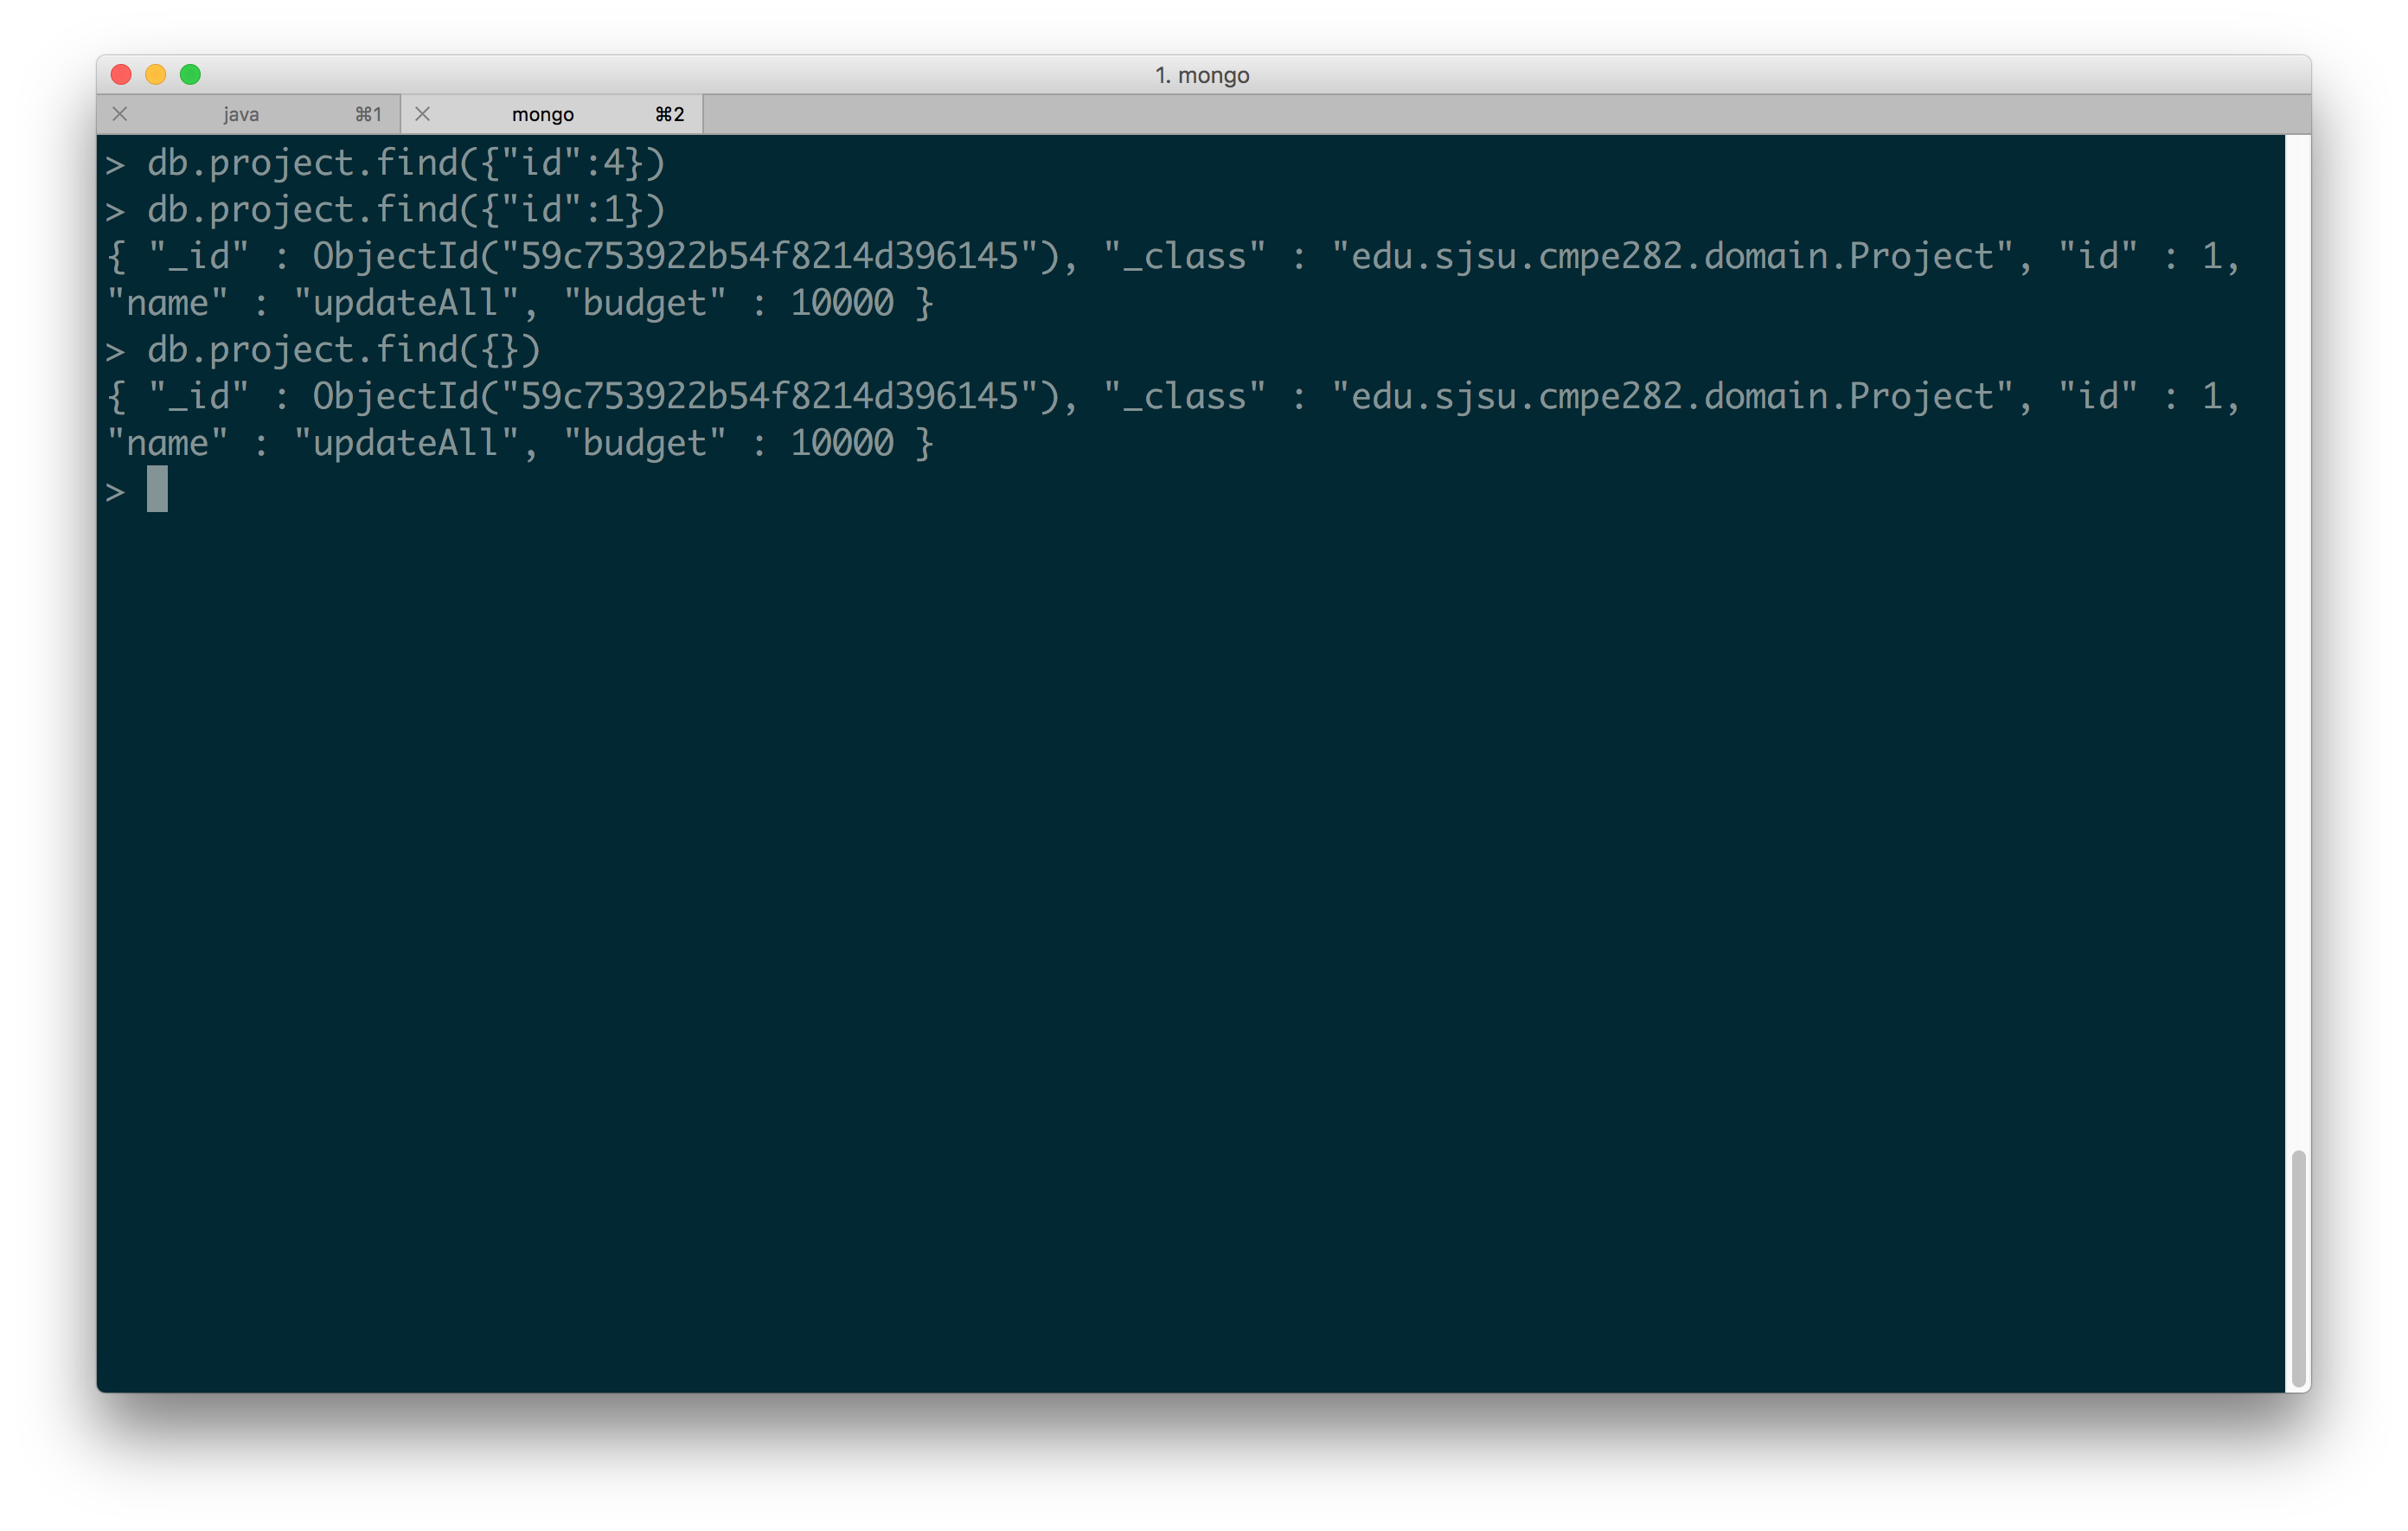 1. mongo
java ⌘1 mongo ⌘2
> db.project.find({"id":4})
> db.project.find({"id":1})
{ "_id" : ObjectId("59c753922b54f8214d396145"), "_class" : "edu.sjsu.cmpe282.domain.Project", "id" : 1,
"name" : "updateAll", "budget" : 10000 }
> db.project.find({})
{ "_id" : ObjectId("59c753922b54f8214d396145"), "_class" : "edu.sjsu.cmpe282.domain.Project", "id" : 1,
"name" : "updateAll", "budget" : 10000 }
>